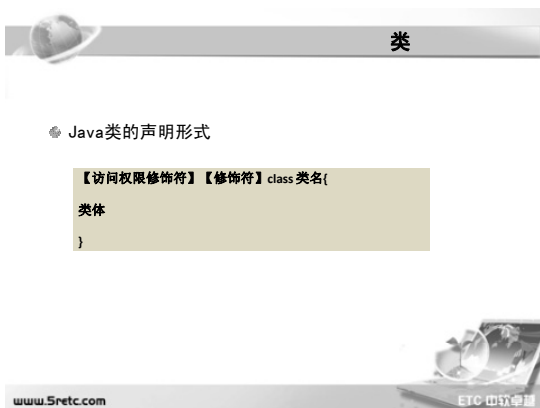 类
Java类的声明形式
【访问权限修饰符】【修饰符】class 类名{
类体
}
www.5retc.com
ETC 中软卓越